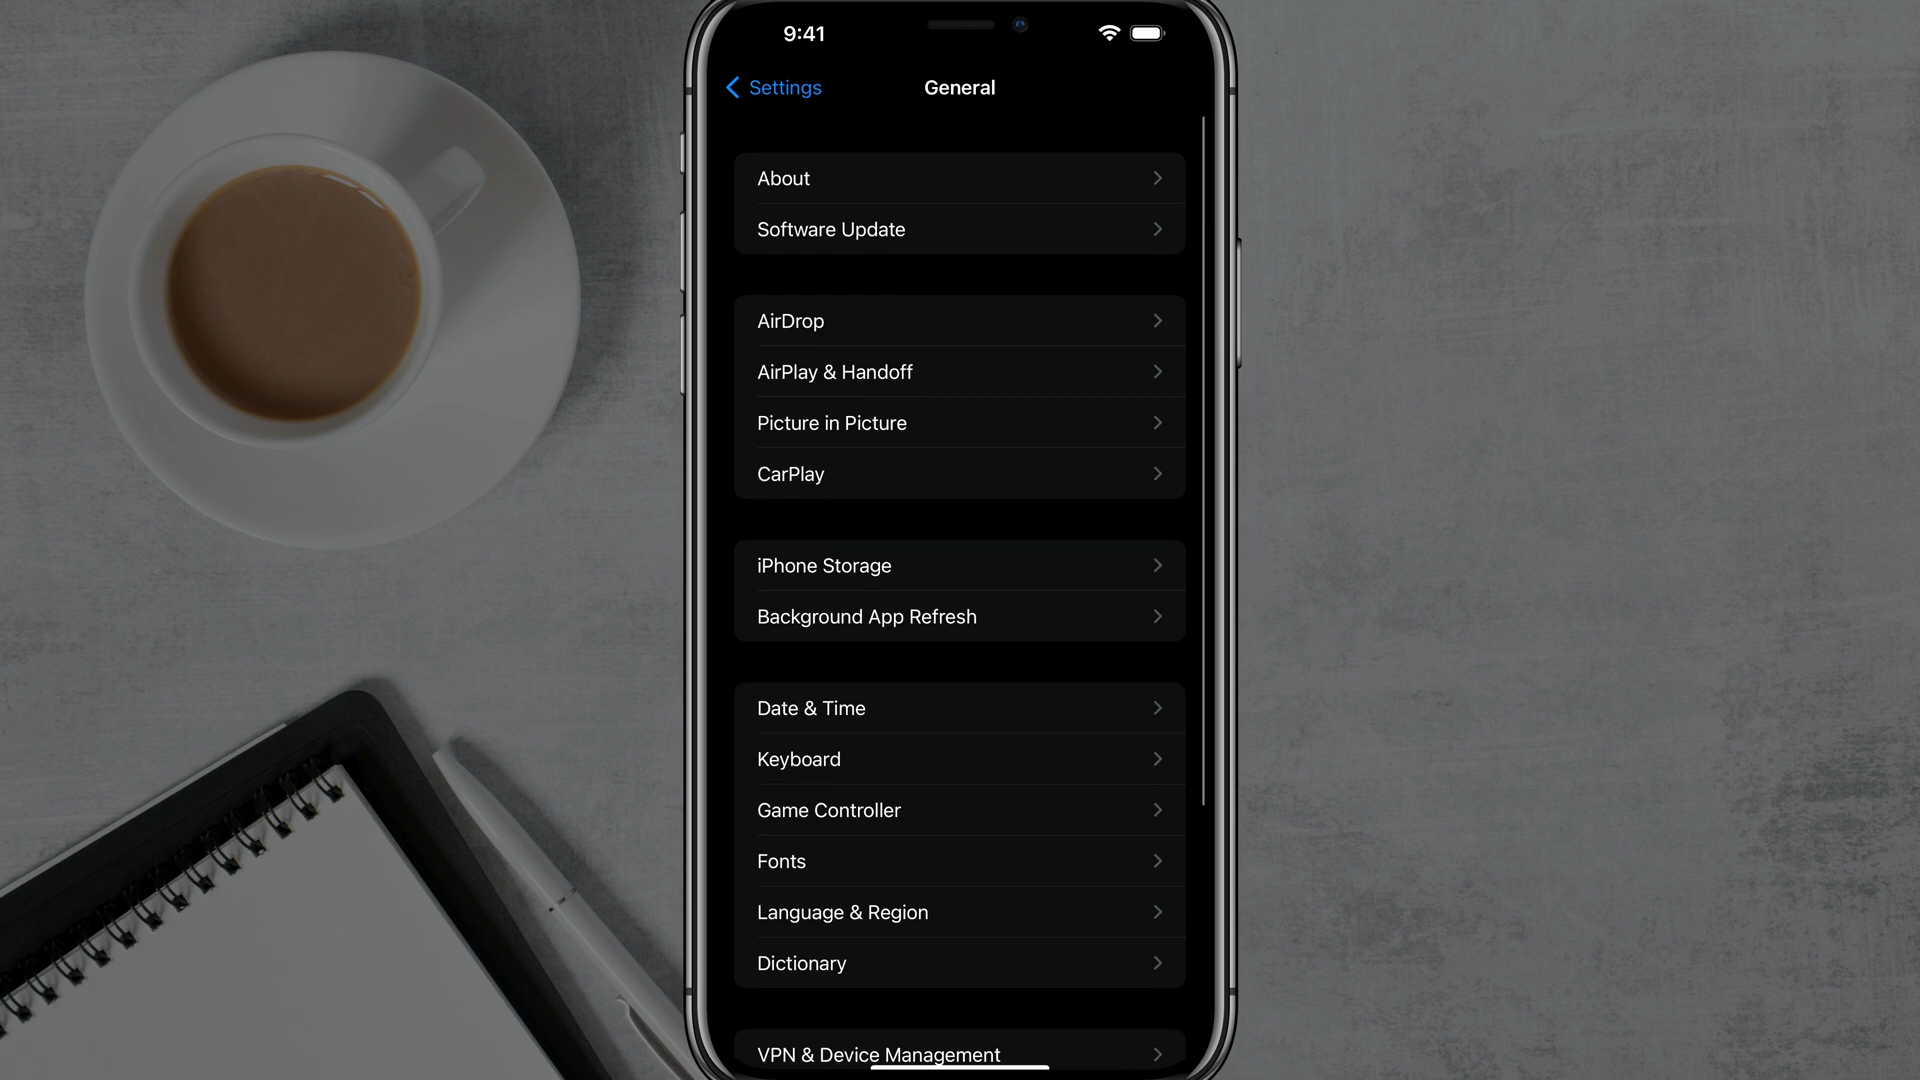 9:41
Settings
General
About
Software Update
AirDrop
AirPlay & Handoff
Picture in Picture
CarPlay
iPhone Storage
Background App Refresh
Date & Time
Keyboard
Game Controller
Fonts
Language & Region
Dictionary
VPN & Device Management